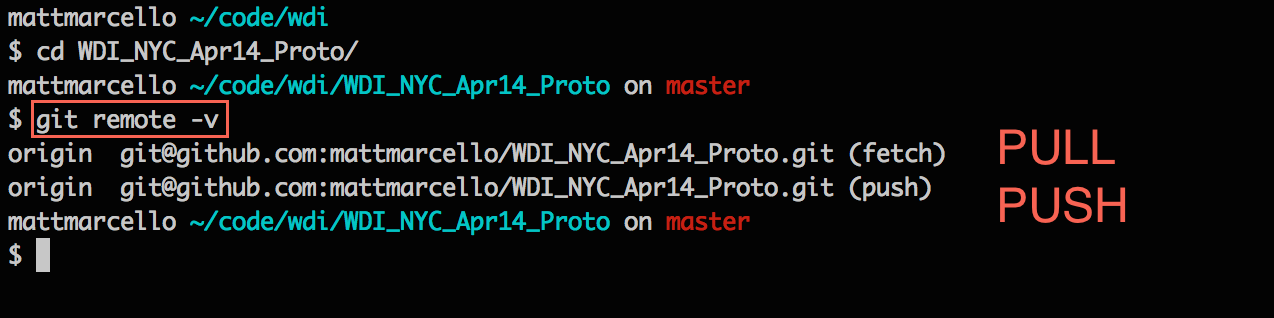 mattmarcello ~/code/wdi
$ cd WDI_NYC_Apr14_Proto/
mattmarcello ~/code/wdi/WDI_NYC_Apr14_Proto on master
$ git remote -v
origin  git@github.com:mattmarcello/WDI_NYC_Apr14_Proto.git (fetch) PULL
origin  git@github.com:mattmarcello/WDI_NYC_Apr14_Proto.git (push) PUSH
mattmarcello ~/code/wdi/WDI_NYC_Apr14_Proto on master
$